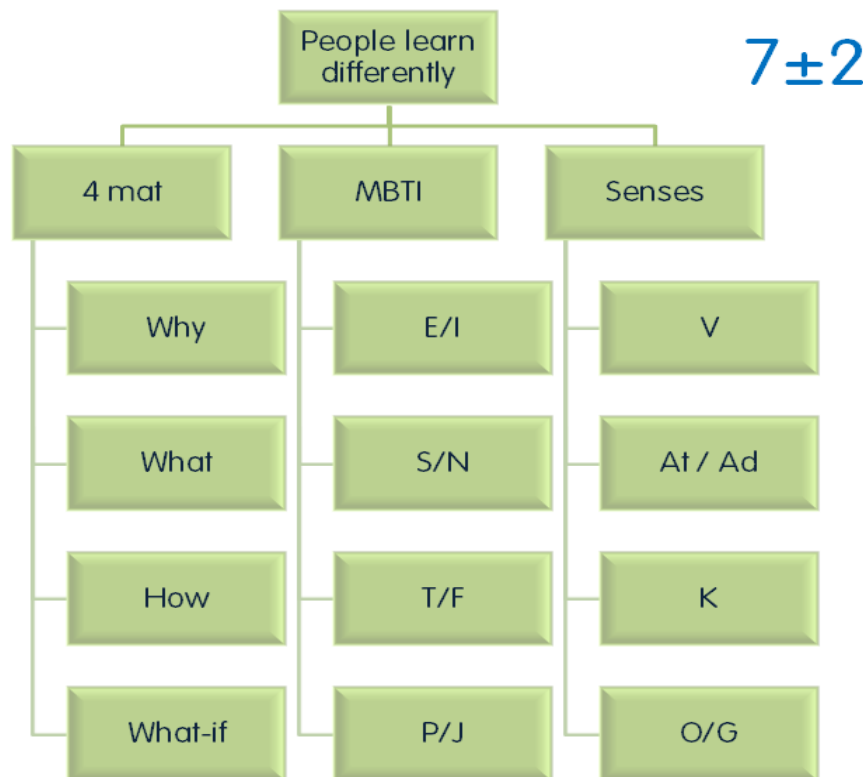 People learn
differently
7±2
4 mat
MBTI
Senses
Why
E/I
V
What
S/N
At / Ad
How
T/F
K
What-if
P/J
O/G